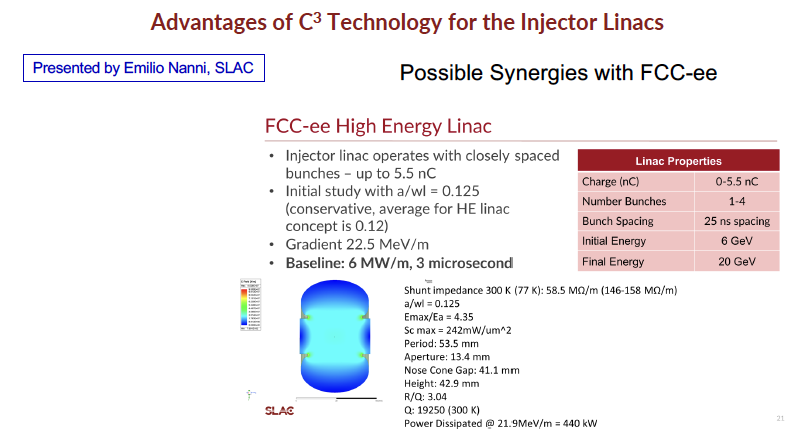 Advantages of C³ Technology for the Injector Linacs
Presented by Emilio Nanni, SLAC
Possible Synergies with FCC-ee
FCC-ee High Energy Linac
• Injector linac operates with closely spaced
bunches – up to 5.5 nC
• Initial study with a/wl = 0.125
(conservative, average for HE linac
concept is 0.12)
• Gradient 22.5 MeV/m
• Baseline: 6 MW/m, 3 microsecond
Linac Properties
Charge (nC) 0-5.5 nC
Number Bunches 1-4
Bunch Spacing 25 ns spacing
Initial Energy 6 GeV
Final Energy 20 GeV
Shunt impedance 300 K (77 K): 58.5 MΩ/m (146-158 MΩ/m)
a/wl = 0.125
Emax/Ea = 4.35
Sc max = 242mW/um^2
Period: 53.5 mm
Aperture: 13.4 mm
Nose Cone Gap: 41.1 mm
Height: 42.9 mm
R/Q: 3.04
Q: 19250 (300 K)
Power Dissipated @ 21.9MeV/m = 440 kW
SLAC
21